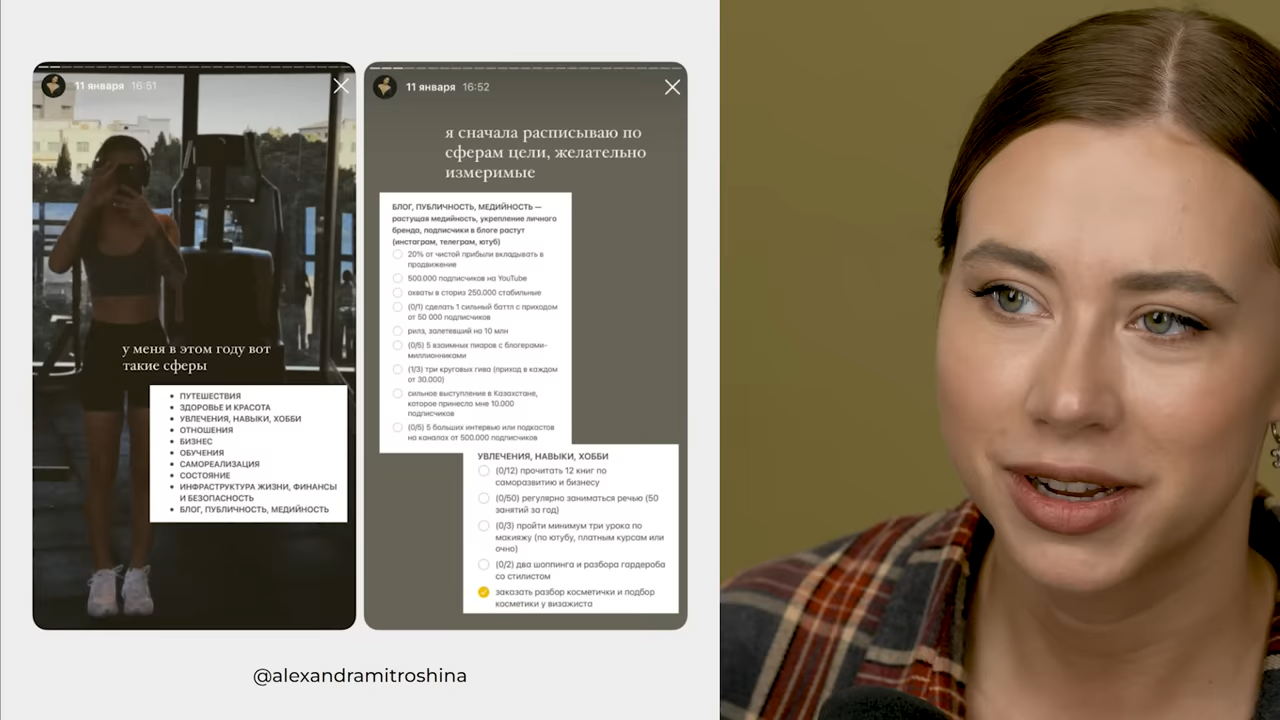 11 января 16:51
у меня в этом году вот
такие сферы
• ПУТЕШЕСТВИЯ
• ЗДОРОВЬЕ И КРАСОТА
• УВЛЕЧЕНИЯ, НАВЫКИ, ХОББИ
• ОТНОШЕНИЯ
• БИЗНЕС
• ОБУЧЕНИЯ
• САМОРЕАЛИЗАЦИЯ
• СОСТОЯНИЕ
• ИНФРАСТРУКТУРА ЖИЗНИ, ФИНАНСЫ
И БЕЗОПАСНОСТЬ
• БЛОГ, ПУБЛИЧНОСТЬ, МЕДИЙНОСТЬ
11 января 16:52
я сначала расписываю по
сферам цели, желательно
измеримые
БЛОГ, ПУБЛИЧНОСТЬ, МЕДИЙНОСТЬ —
растущая медийность, укрепление личного
бренда, подписчики в блоге растут
(инстаграм, телеграм, ютуб)
20% от чистой прибыли вкладывать в
продвижение
500.000 подписчиков на YouTube
охваты в сториз 250.000 стабильные
(0/1) сделать 1 сильный баттл с приходом
от 50 000 подписчиков
рилз, залетевший на 10 млн
(0/5) 5 взаимных пиаров с блогерами-
миллионниками
(1/3) три круговых гива (приход в каждом
от 30.000)
сильное выступление в Казахстане,
которое принесло мне 10.000
подписчиков
(0/5) 5 больших интервью или подкастов
на каналах от 500.000 подписчиков
УВЛЕЧЕНИЯ, НАВЫКИ, ХОББИ
(0/12) прочитать 12 книг по
саморазвитию и бизнесу
(0/50) регулярно заниматься речью (50
занятий за год)
(0/3) пройти минимум три урока по
макияжу (по ютубу, платным курсам или
очно)
(0/2) два шоппинга и разбора гардероба
со стилистом
заказать разбор косметички и подбор
косметики у визажиста
@alexandramitroshina